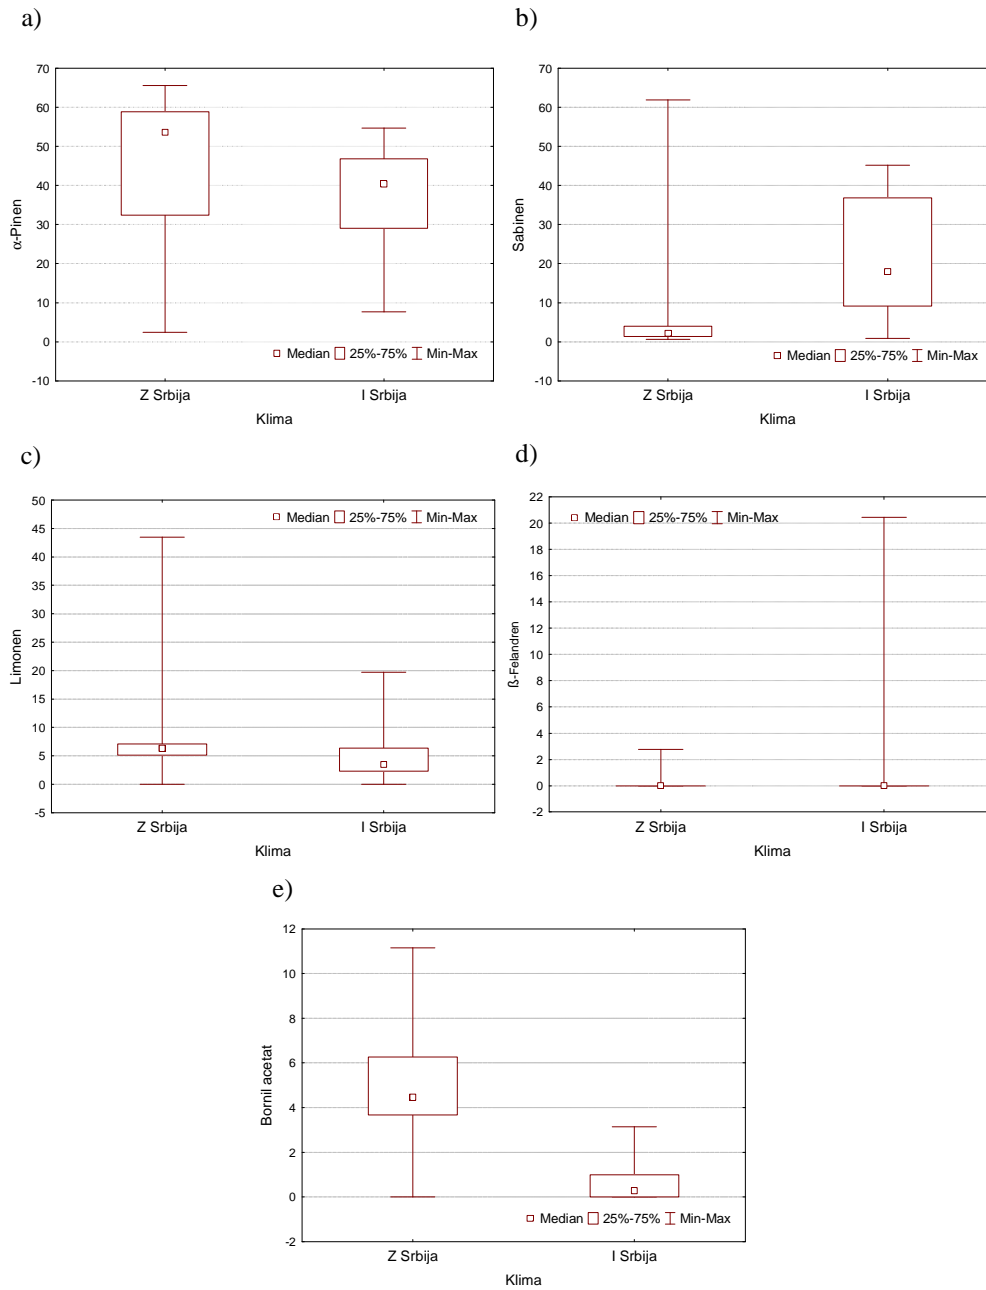 a)
α-Pinen
70
60
50
40
30
20
10
0
-10
Median 25%-75% Min-Max
Z Srbija I Srbija
Klima
b)
Sabinen
70
60
50
40
30
20
10
0
-10
Median 25%-75% Min-Max
Z Srbija I Srbija
Klima
c)
Limonen
50
45
40
35
30
25
20
15
10
5
0
-5
Median 25%-75% Min-Max
Z Srbija I Srbija
Klima
d)
ß-Felandren
22
20
18
16
14
12
10
8
6
4
2
0
-2
Median 25%-75% Min-Max
Z Srbija I Srbija
Klima
e)
Bornil acetat
12
10
8
6
4
2
0
-2
Median 25%-75% Min-Max
Z Srbija I Srbija
Klima